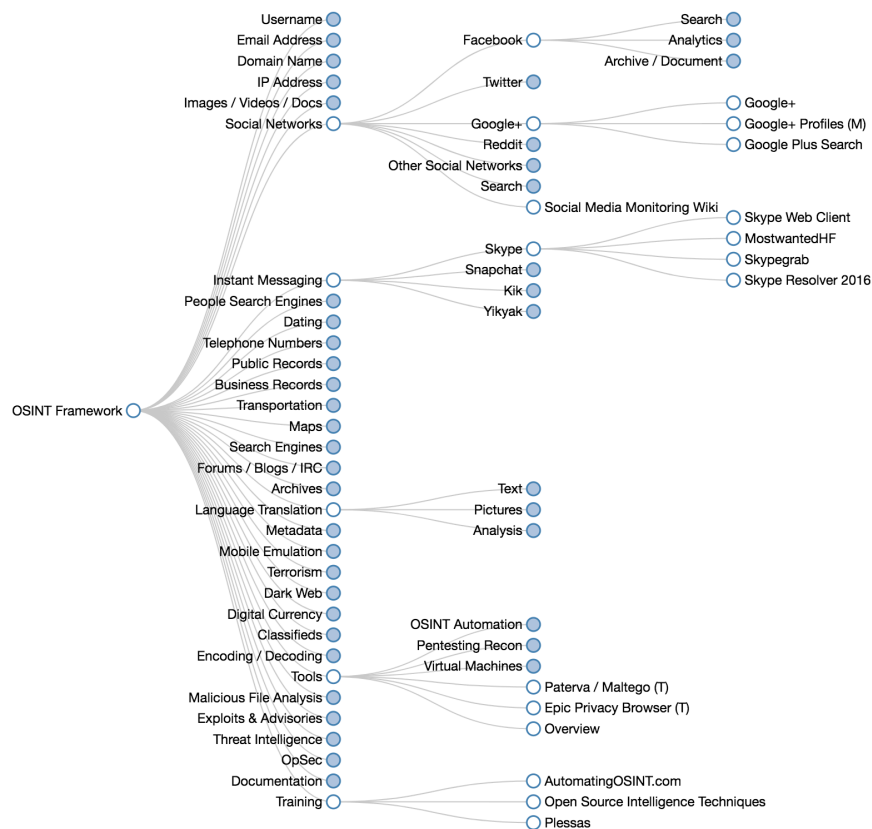 Username
Email Address
Domain Name
IP Address
Images / Videos / Docs
Social Networks
Facebook
Search
Analytics
Archive / Document
Twitter
Google+
Google+
Google+ Profiles (M)
Google Plus Search
Reddit
Other Social Networks
Search
Social Media Monitoring Wiki
Instant Messaging
Skype
Skype Web Client
MostwantedHF
Skypegrab
Skype Resolver 2016
Snapchat
Kik
Yikyak
People Search Engines
Dating
Telephone Numbers
Public Records
Business Records
Transportation
OSINT Framework
Maps
Search Engines
Forums / Blogs / IRC
Archives
Language Translation
Text
Pictures
Analysis
Metadata
Mobile Emulation
Terrorism
Dark Web
Digital Currency
Classifieds
Encoding / Decoding
Tools
OSINT Automation
Pentesting Recon
Virtual Machines
Paterva / Maltego (T)
Epic Privacy Browser (T)
Overview
Malicious File Analysis
Exploits & Advisories
Threat Intelligence
OpSec
Documentation
Training
AutomatingOSINT.com
Open Source Intelligence Techniques
Plessas